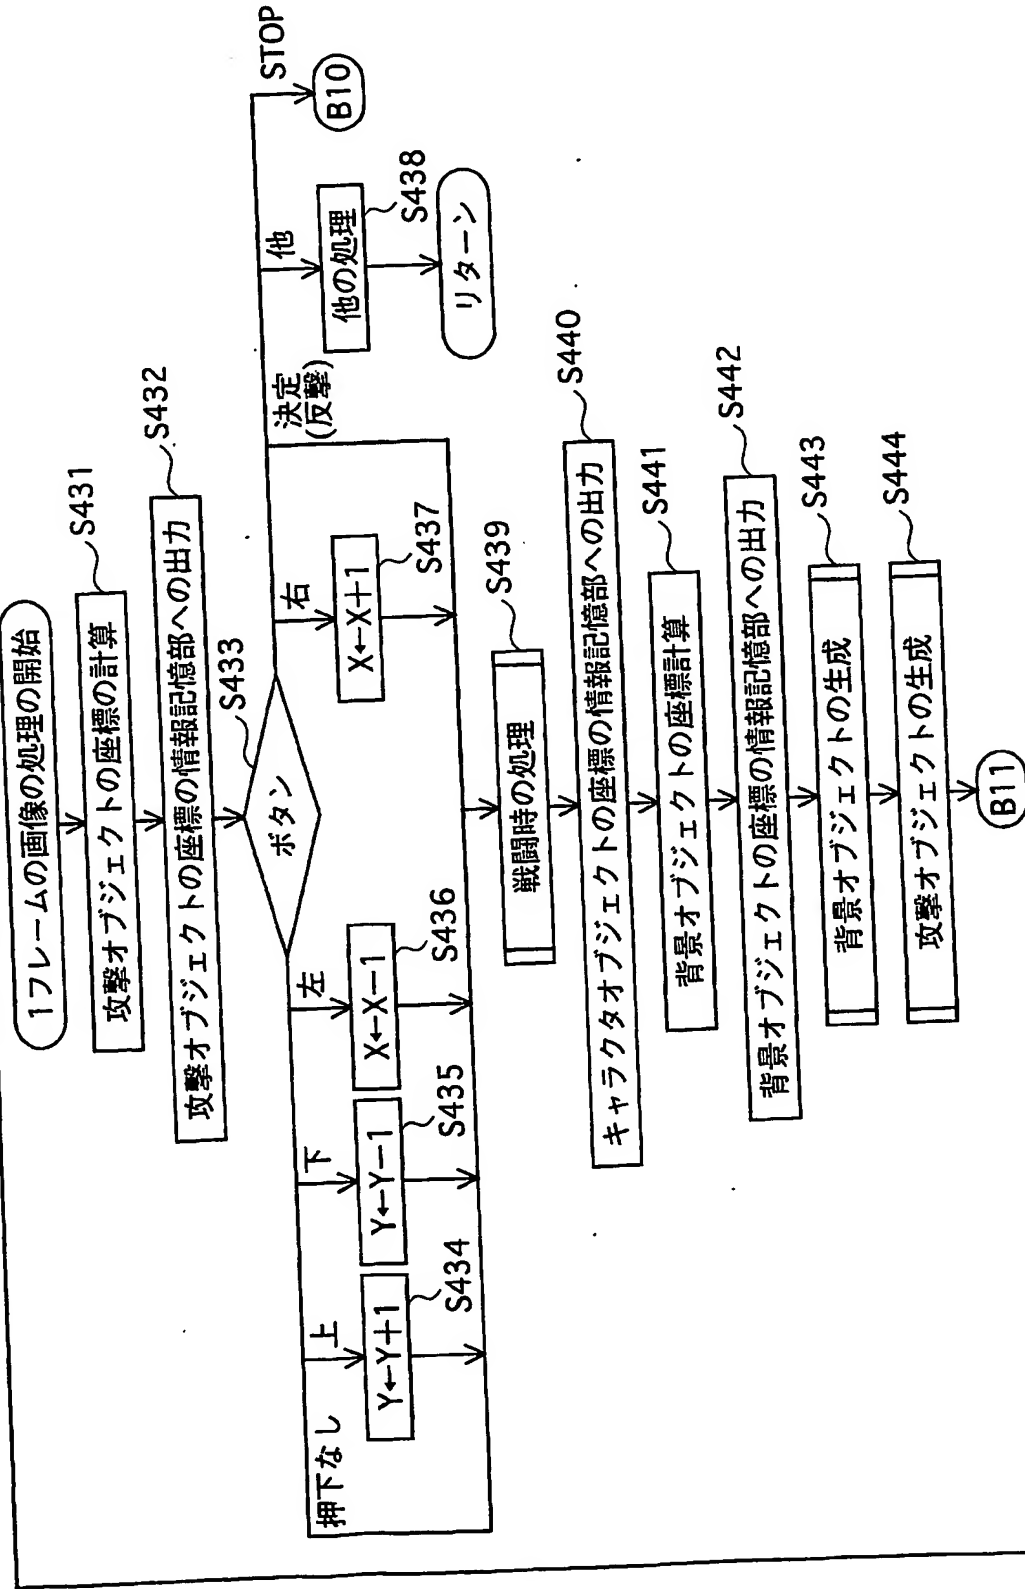 1フレームの画像の処理の開始
攻撃オブジェクトの座標の計算
S431
攻撃オブジェクトの座標の情報記憶部への出力
S432
ボタン
S433
押下なし
上
下
左
右
決定
(反撃)
他
STOP
Y←Y+1
S434
Y←Y−1
S435
X←X−1
S436
X←X+1
S437
他の処理
S438
リターン
B10
戦闘時の処理
S439
キャラクタオブジェクトの座標の情報記憶部への出力
S440
背景オブジェクトの座標計算
S441
背景オブジェクトの座標の情報記憶部への出力
S442
背景オブジェクトの生成
S443
攻撃オブジェクトの生成
S444
B11